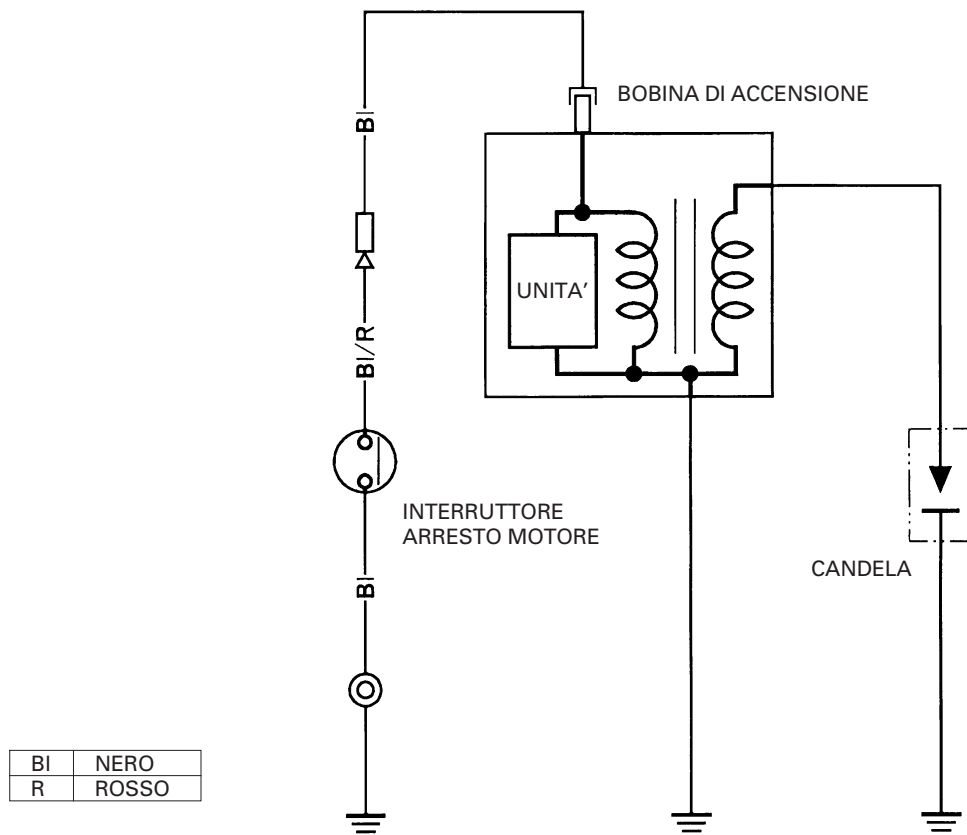 BOBINA DI ACCENSIONE
Bl
UNITA’
Bl/R
INTERRUTTORE
ARRESTO MOTORE
CANDELA
Bl
Bl NERO
R ROSSO